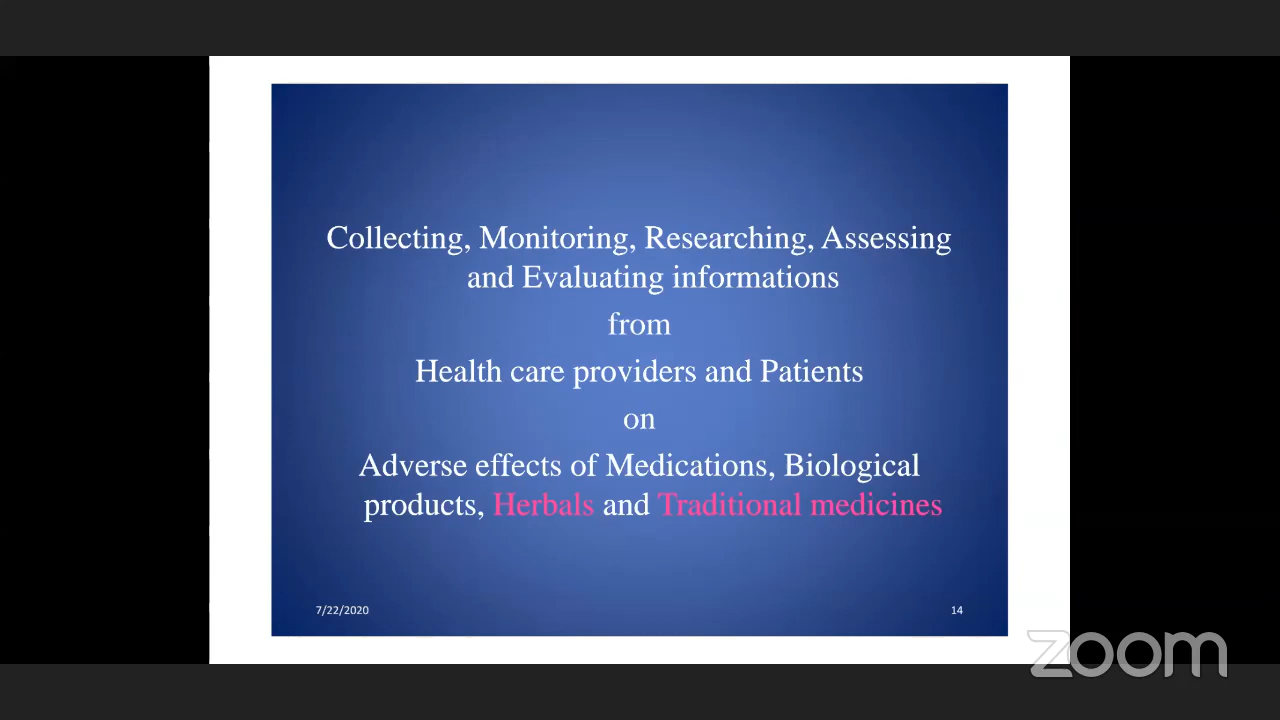 Collecting, Monitoring, Researching, Assessing
and Evaluating informations
from
Health care providers and Patients
on
Adverse effects of Medications, Biological
products, Herbals and Traditional medicines
7/22/2020
14
zoom